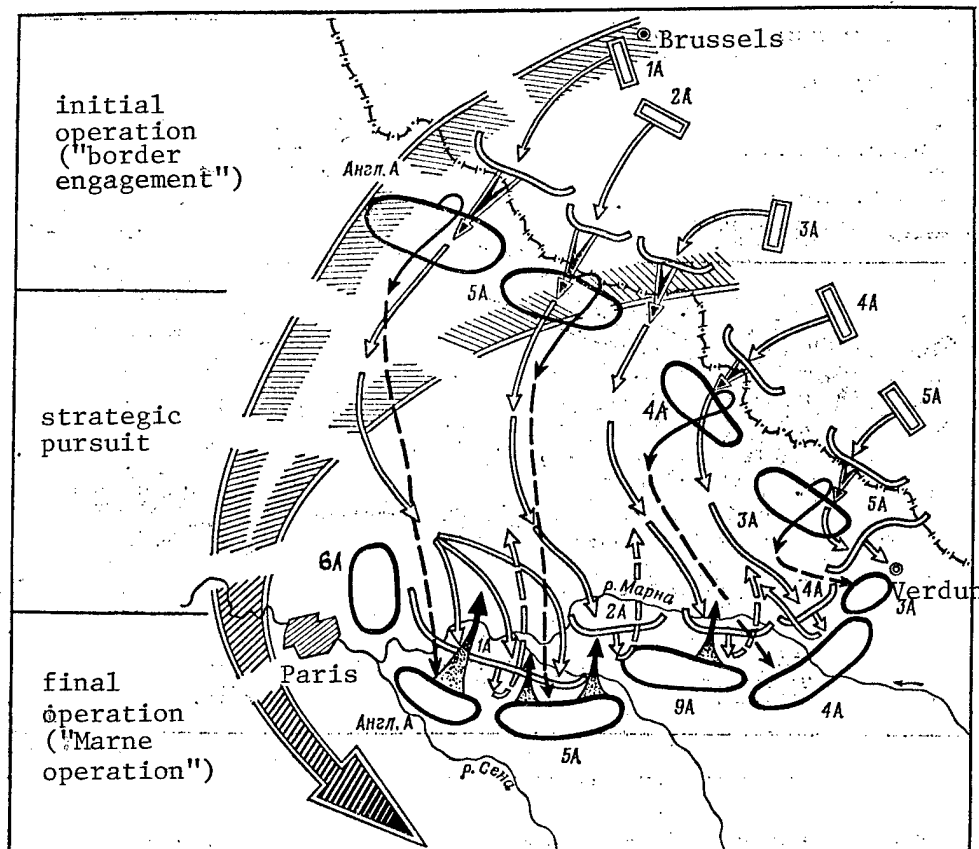 Brussels
1A
2A
initial
operation
("border
engagement")
Англ. А
3A
5A
4A
strategic
pursuit
4A
5A
3A
5A
6A
р. Марна
Verdun
4A
3A
2A
1A
Paris
final
operation
("Marne
operation")
Англ. А
9A
4A
5A
р. Сена